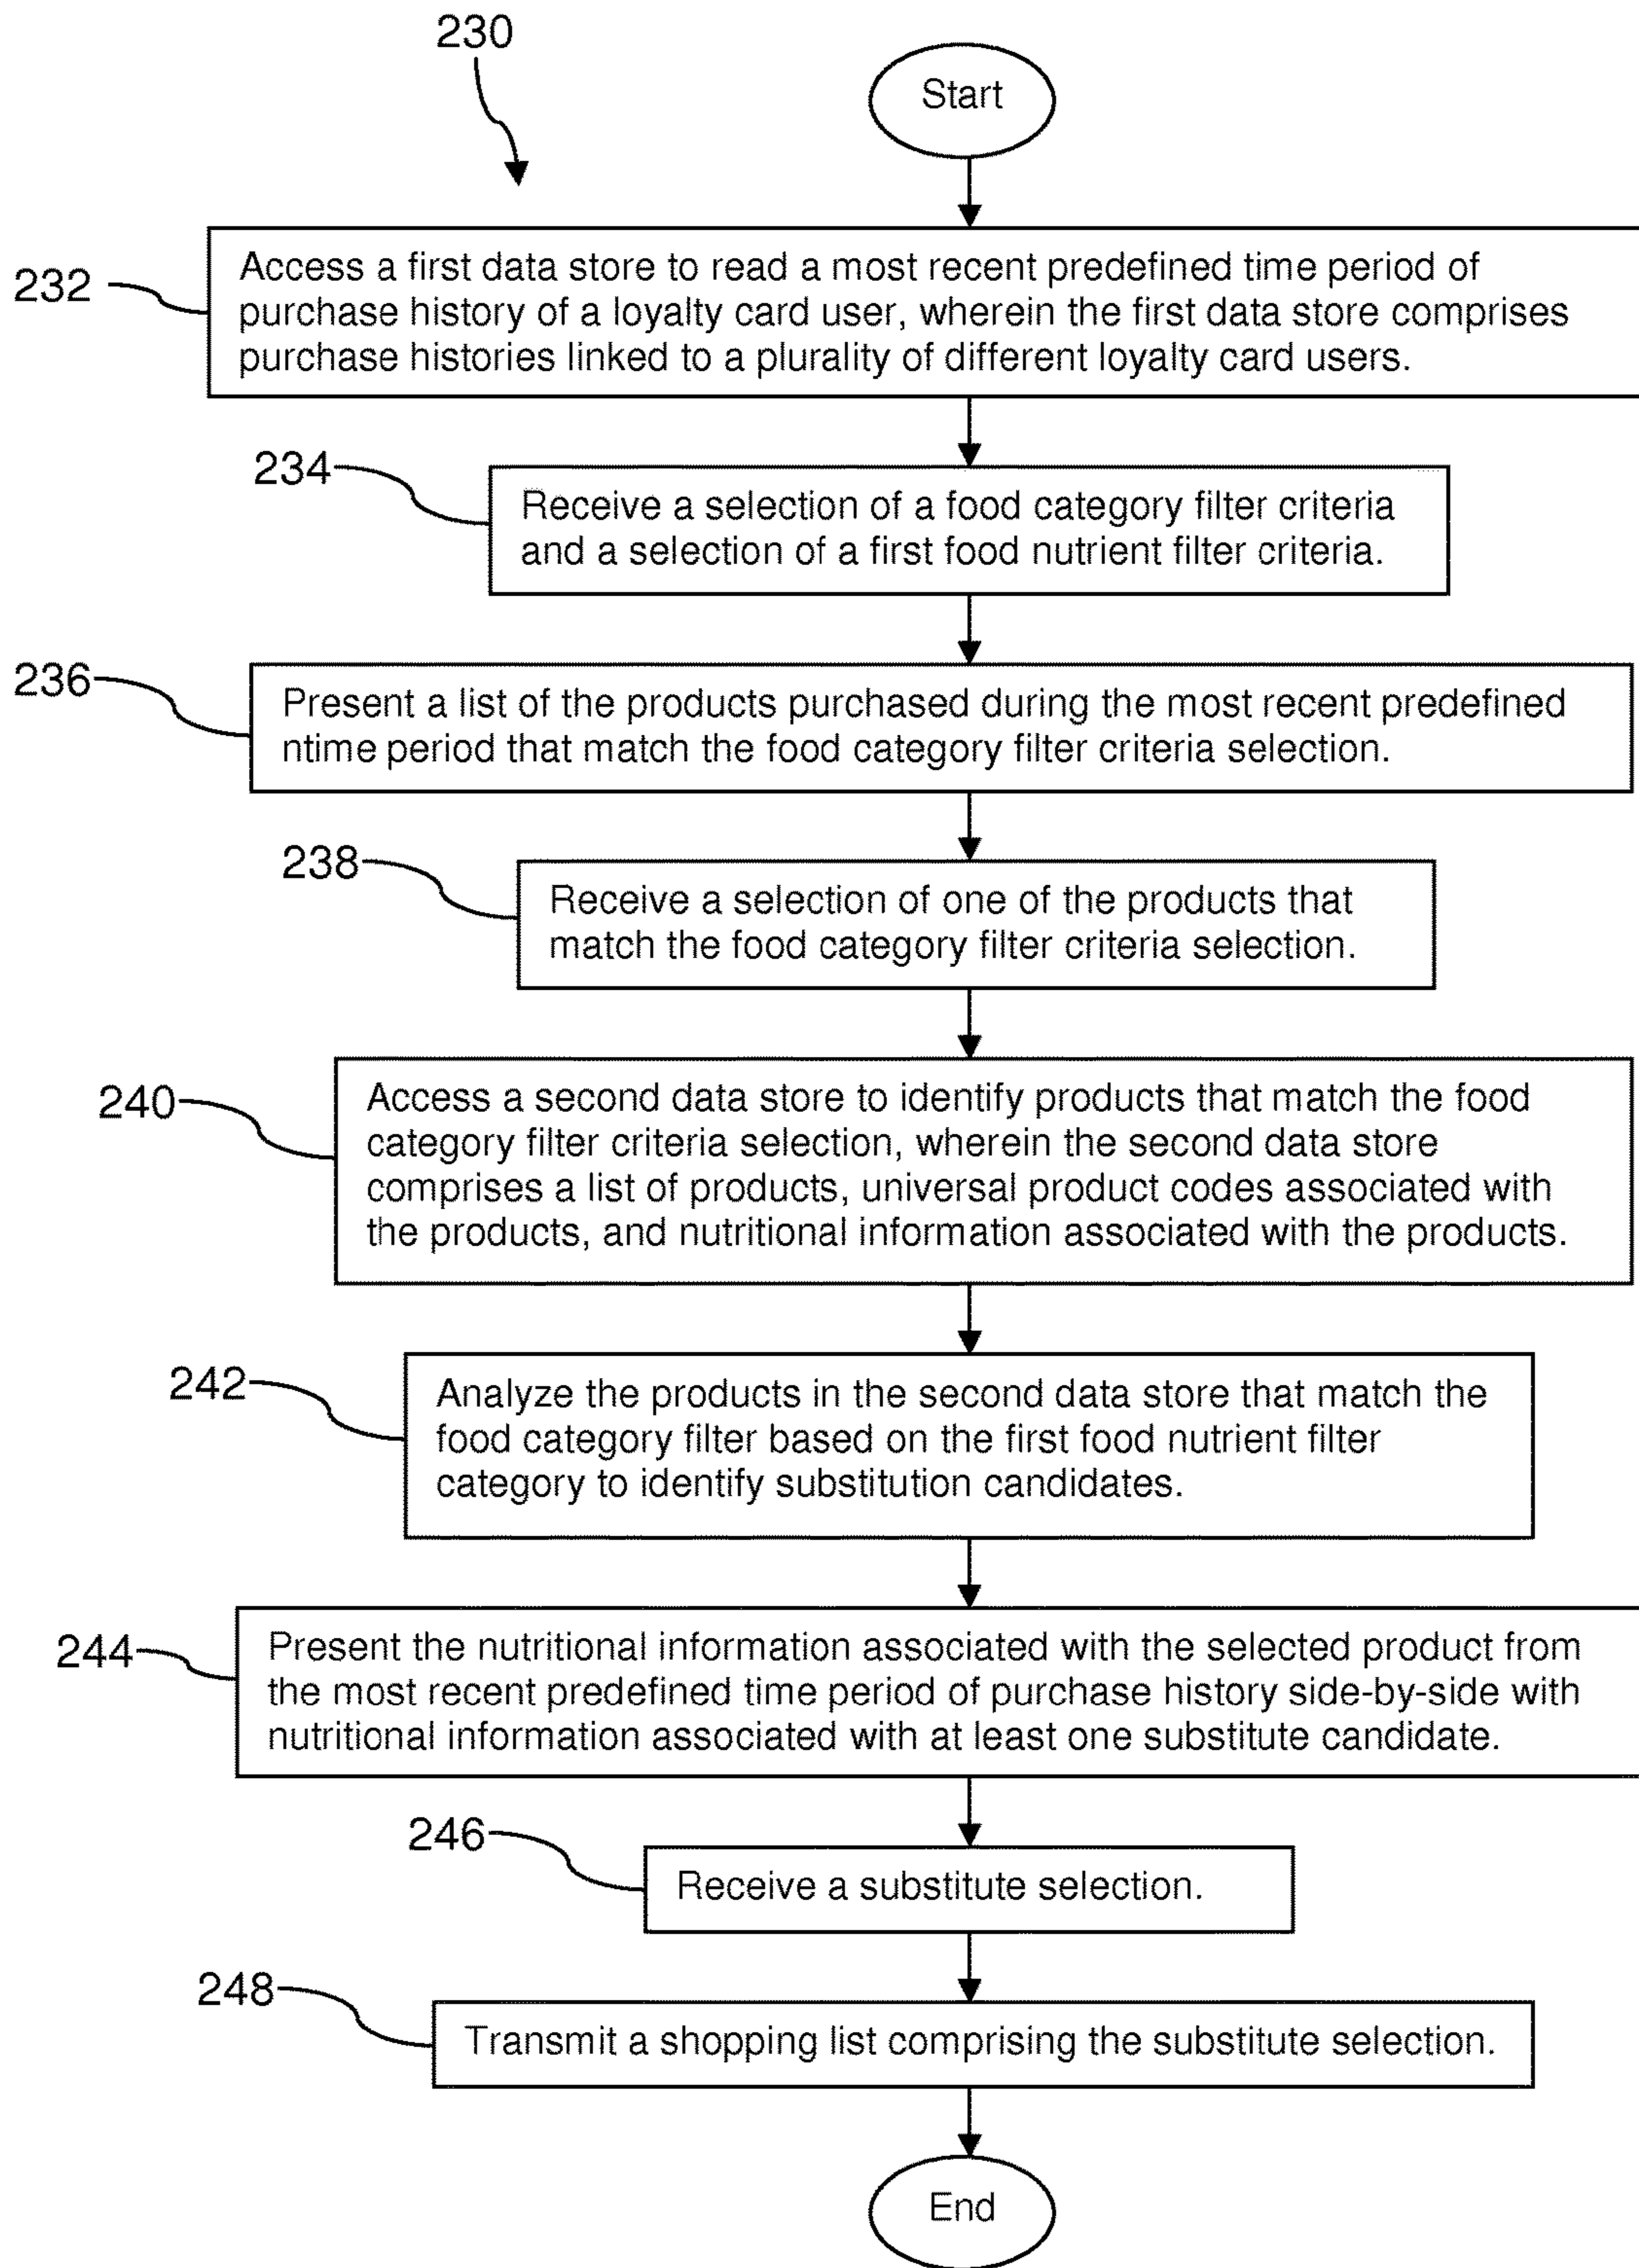 230
Start
232
Access a first data store to read a most recent predefined time period of
purchase history of a loyalty card user, wherein the first data store comprises
purchase histories linked to a plurality of different loyalty card users.
234
Receive a selection of a food category filter criteria
and a selection of a first food nutrient filter criteria.
236
Present a list of the products purchased during the most recent predefined
ntime period that match the food category filter criteria selection.
238
Receive a selection of one of the products that
match the food category filter criteria selection.
240
Access a second data store to identify products that match the food
category filter criteria selection, wherein the second data store
comprises a list of products, universal product codes associated with
the products, and nutritional information associated with the products.
242
Analyze the products in the second data store that match the
food category filter based on the first food nutrient filter
category to identify substitution candidates.
244
Present the nutritional information associated with the selected product from
the most recent predefined time period of purchase history side-by-side with
nutritional information associated with at least one substitute candidate.
246
Receive a substitute selection.
248
Transmit a shopping list comprising the substitute selection.
End